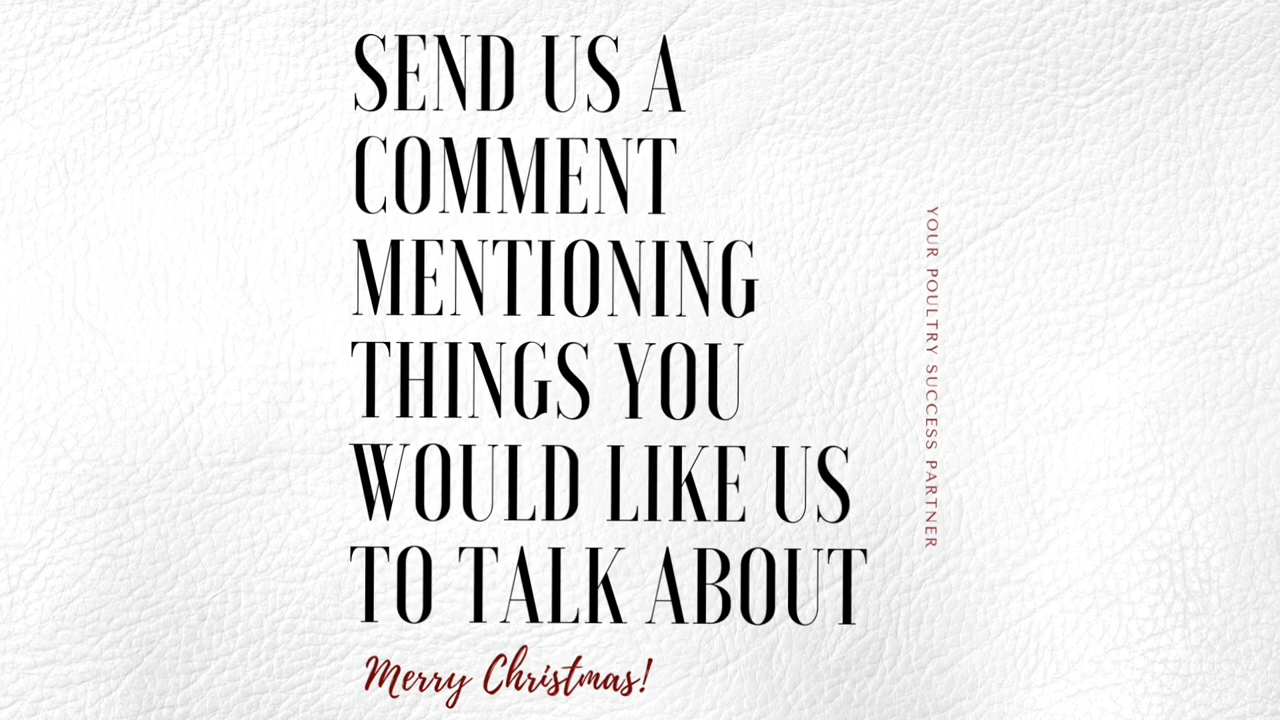 SEND US A
COMMENT
MENTIONING
THINGS YOU
WOULD LIKE US
TO TALK ABOUT
Merry Christmas!
YOUR POULTRY SUCCESS PARTNER